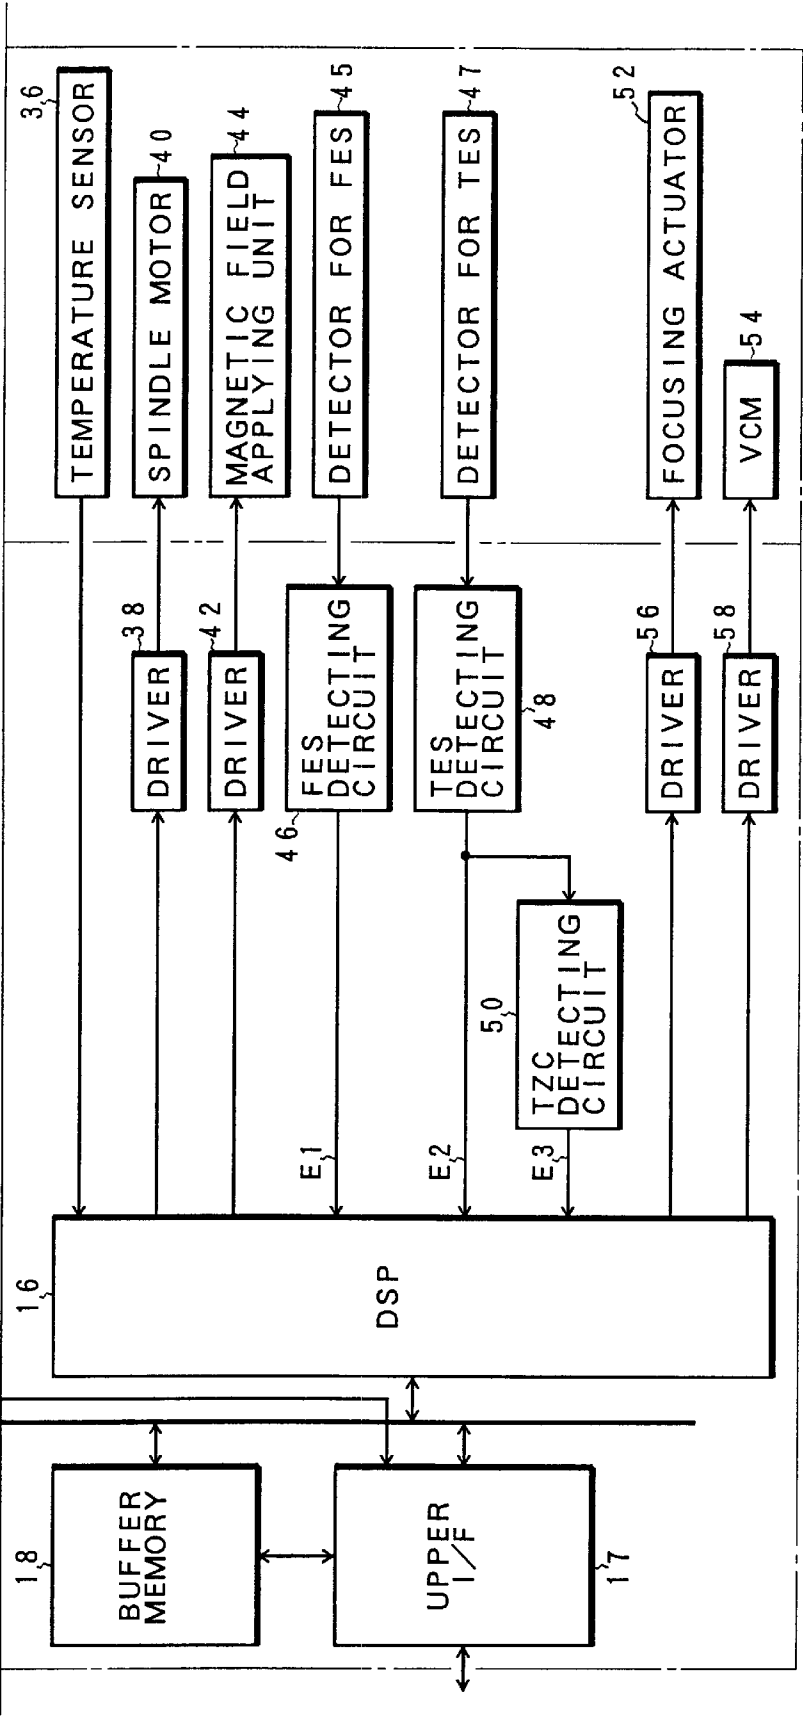 18
BUFFER
MEMORY
UPPER
I/F
17
16
DSP
E1
E2
E3
50
TZC
DETECTING
CIRCUIT
38
DRIVER
42
DRIVER
46
FES
DETECTING
CIRCUIT
TES
DETECTING
CIRCUIT
48
56
DRIVER
58
DRIVER
36
TEMPERATURE SENSOR
SPINDLE MOTOR
40
MAGNETIC FIELD
APPLYING UNIT
44
DETECTOR FOR FES
45
DETECTOR FOR TES
47
52
FOCUSING ACTUATOR
VCM
54